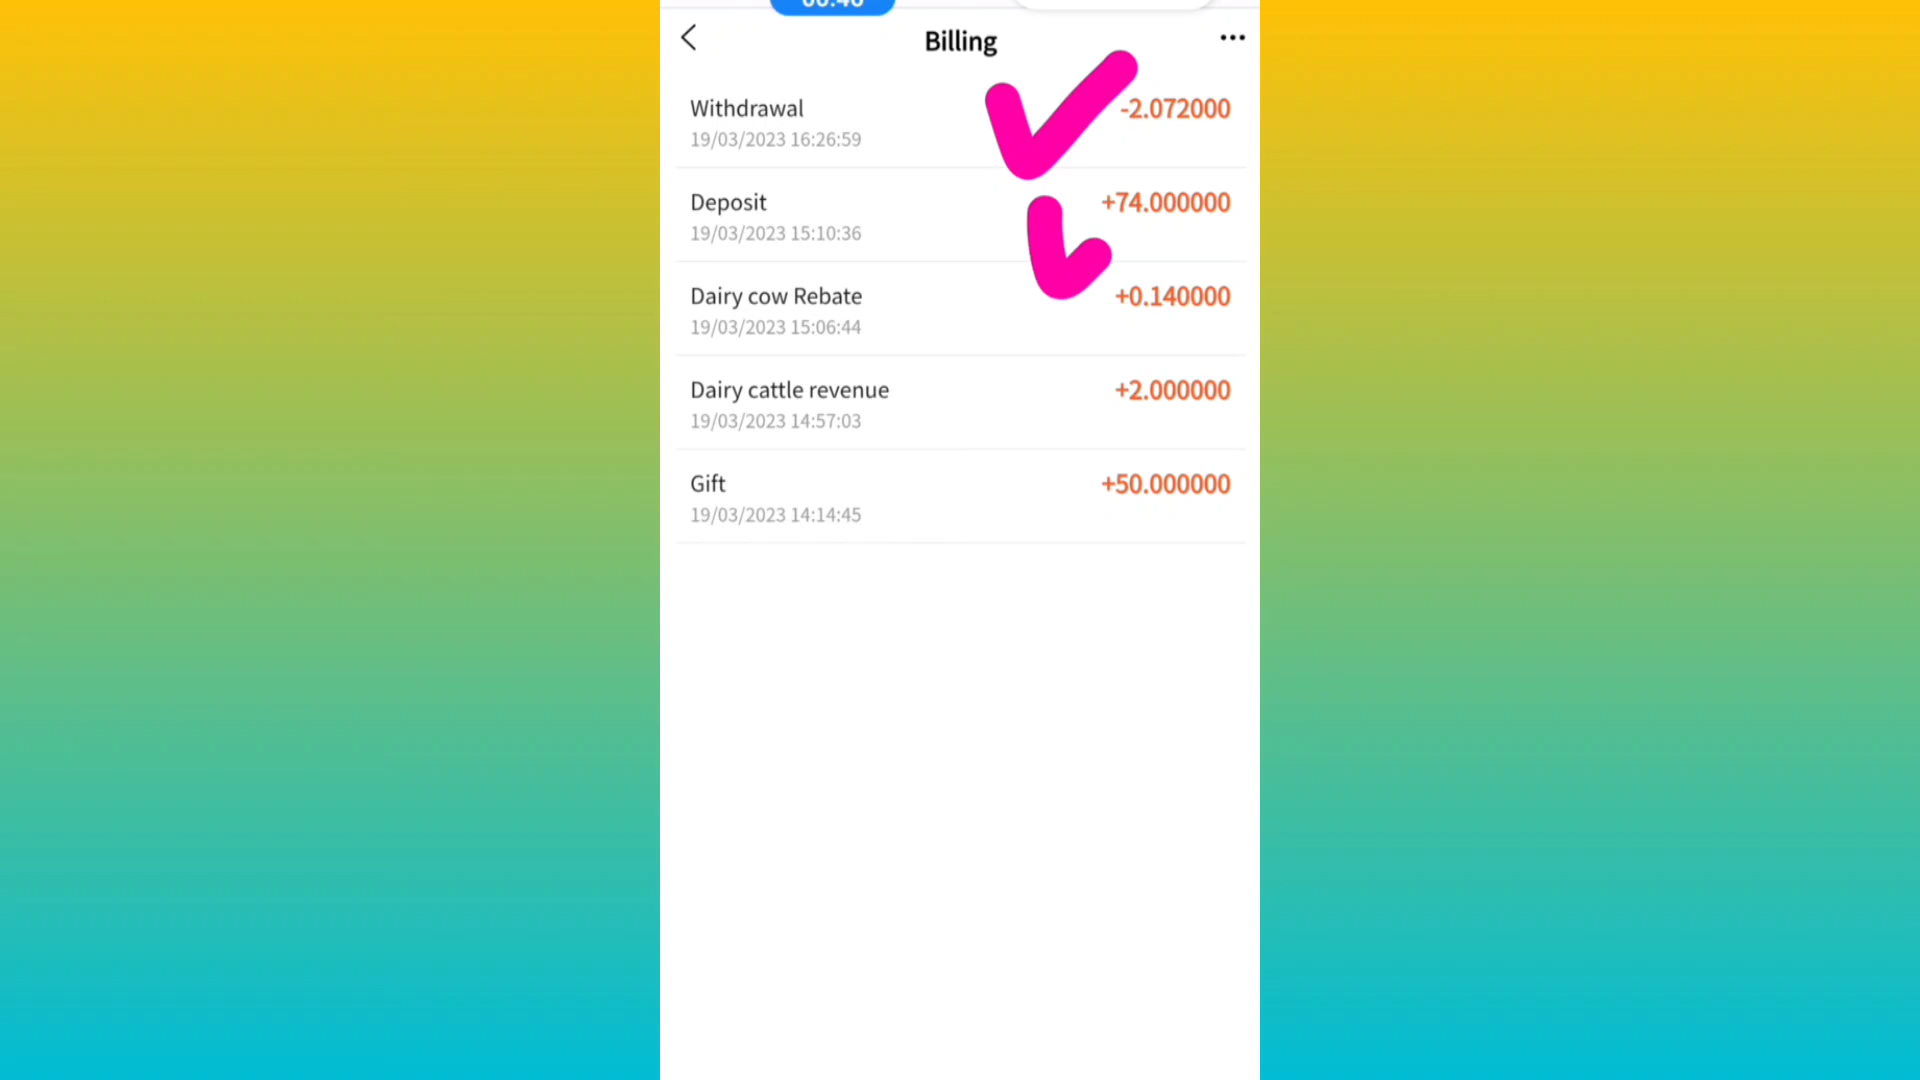 Billing
Withdrawal
-2.072000
19/03/2023 16:26:59
Deposit
+74.000000
19/03/2023 15:10:36
Dairy cow Rebate
+0.140000
19/03/2023 15:06:44
Dairy cattle revenue
+2.000000
19/03/2023 14:57:03
Gift
+50.000000
19/03/2023 14:14:45